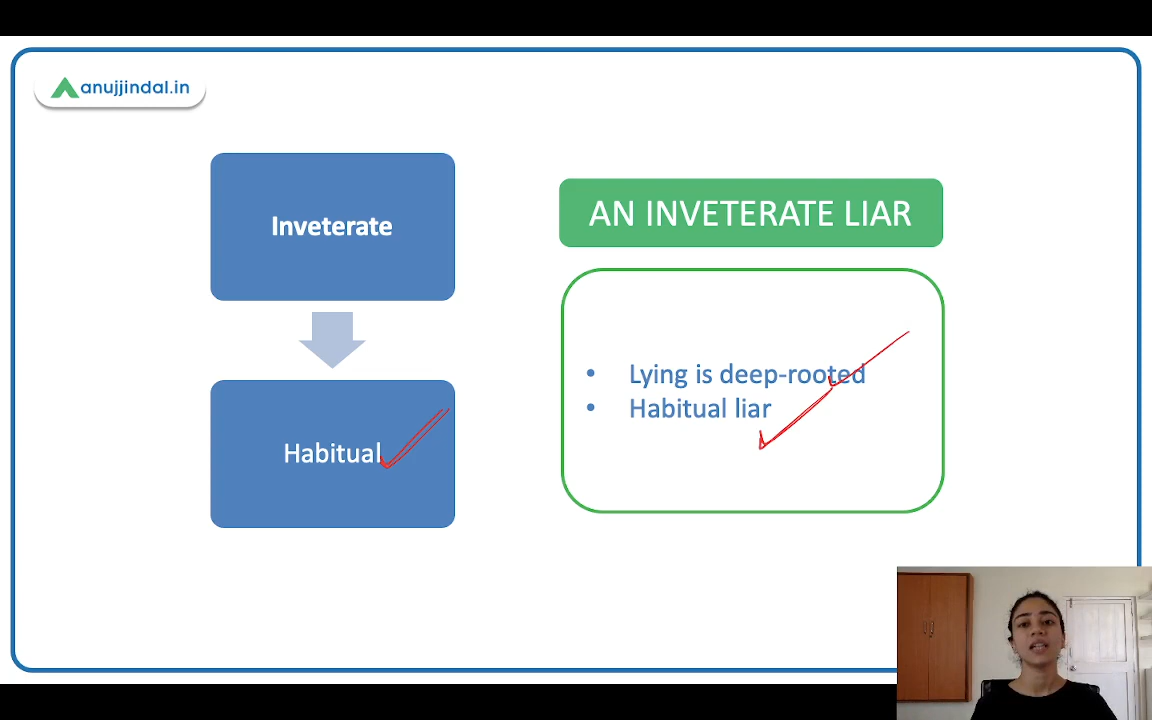 anujjindal.in
Inveterate
AN INVETERATE LIAR
• Lying is deep-rooted
• Habitual liar
Habitual